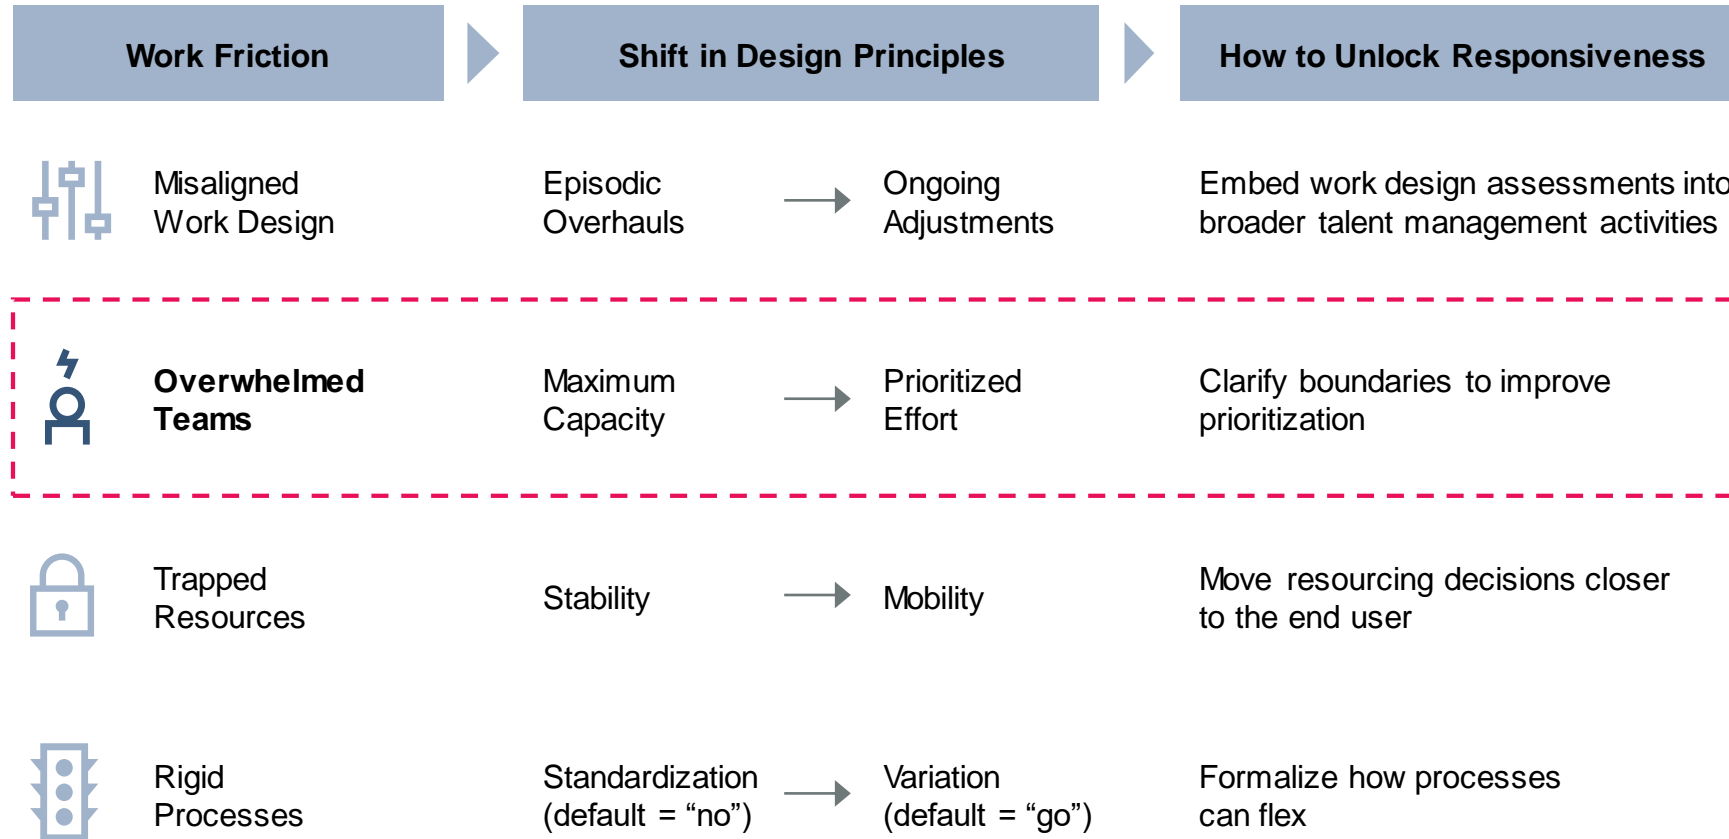 Work Friction
Shift in Design Principles
How to Unlock Responsiveness
Misaligned
Work Design
Episodic
Overhauls
Ongoing
Adjustments
Embed work design assessments into
broader talent management activities
Overwhelmed
Teams
Maximum
Capacity
Prioritized
Effort
Clarify boundaries to improve
prioritization
Trapped
Resources
Stability
Mobility
Move resourcing decisions closer
to the end user
Rigid
Processes
Standardization
(default = “no”)
Variation
(default = “go”)
Formalize how processes
can flex